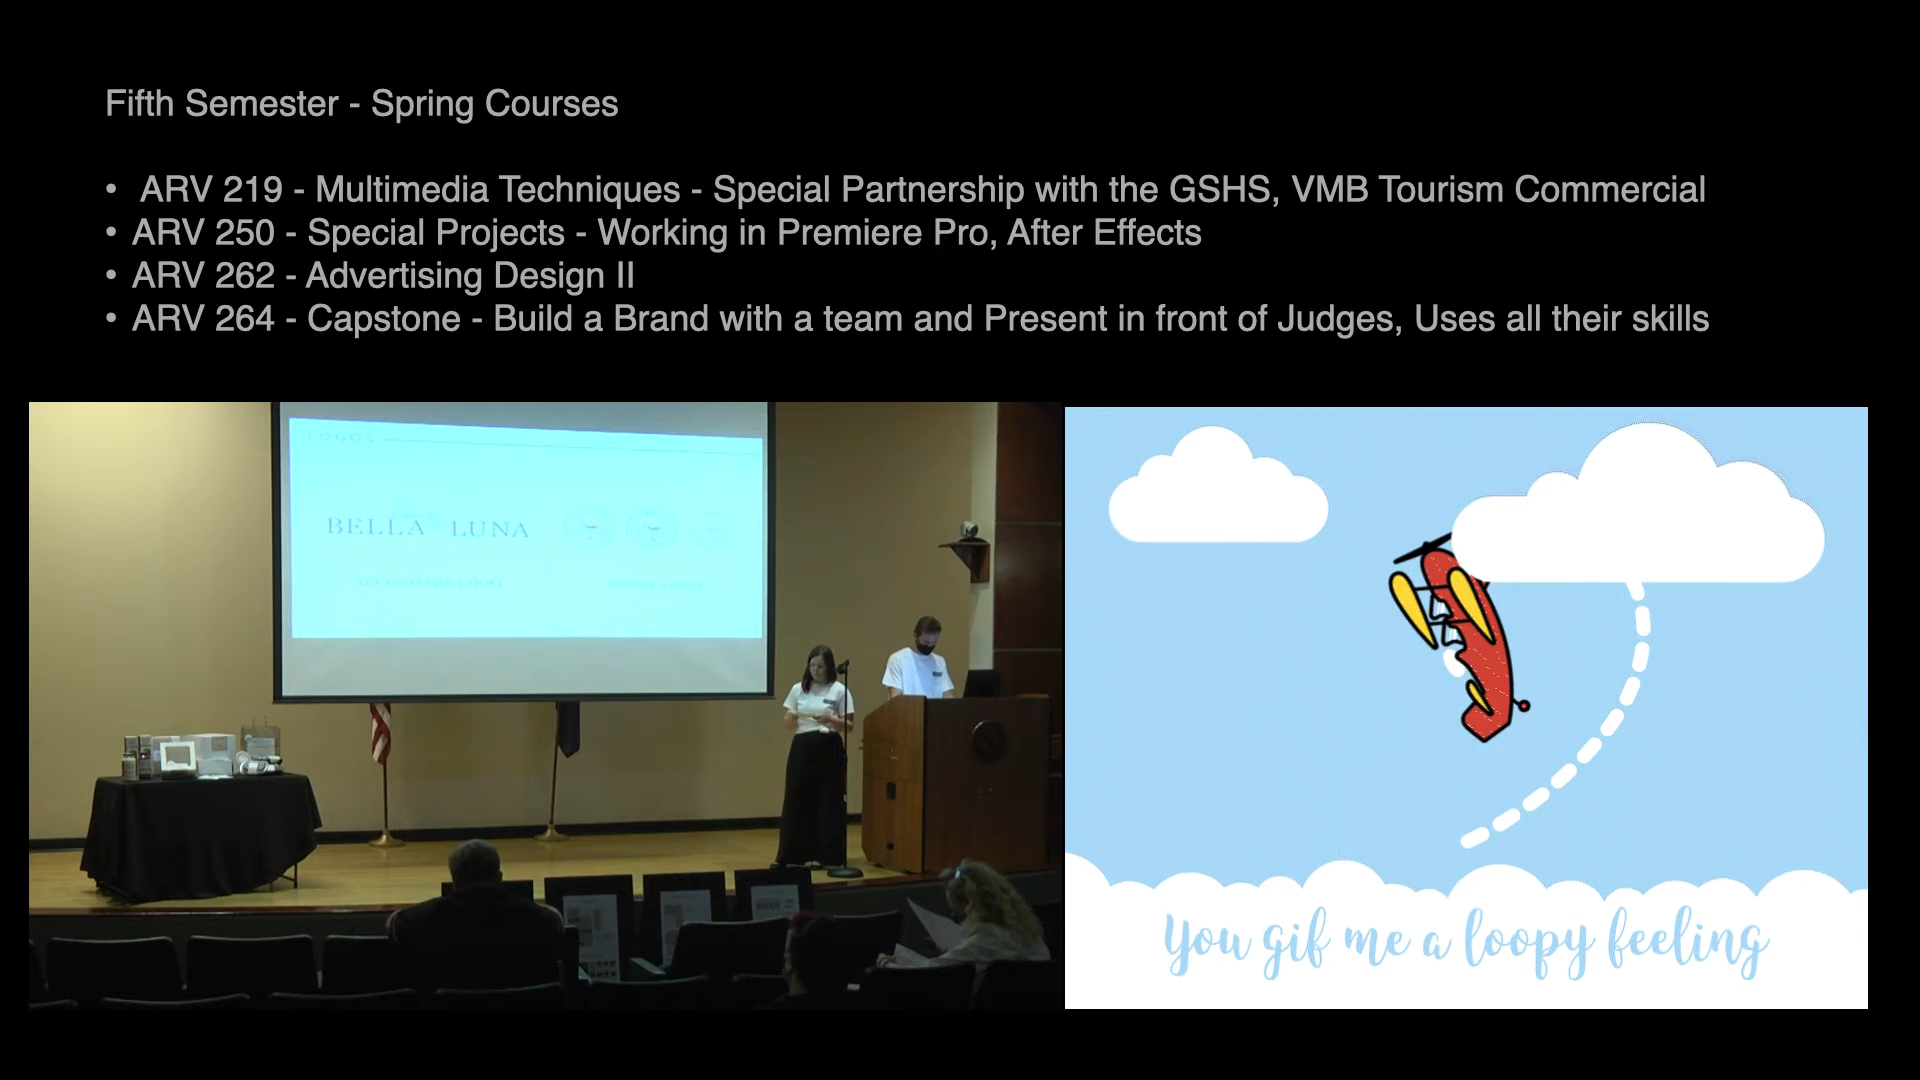 Fifth Semester - Spring Courses
• ARV 219 - Multimedia Techniques - Special Partnership with the GSHS, VMB Tourism Commercial
• ARV 250 - Special Projects - Working in Premiere Pro, After Effects
• ARV 262 - Advertising Design II
• ARV 264 - Capstone - Build a Brand with a team and Present in front of Judges, Uses all their skills
LOGOS
BELLA LUNA
You gif me a loopy feeling